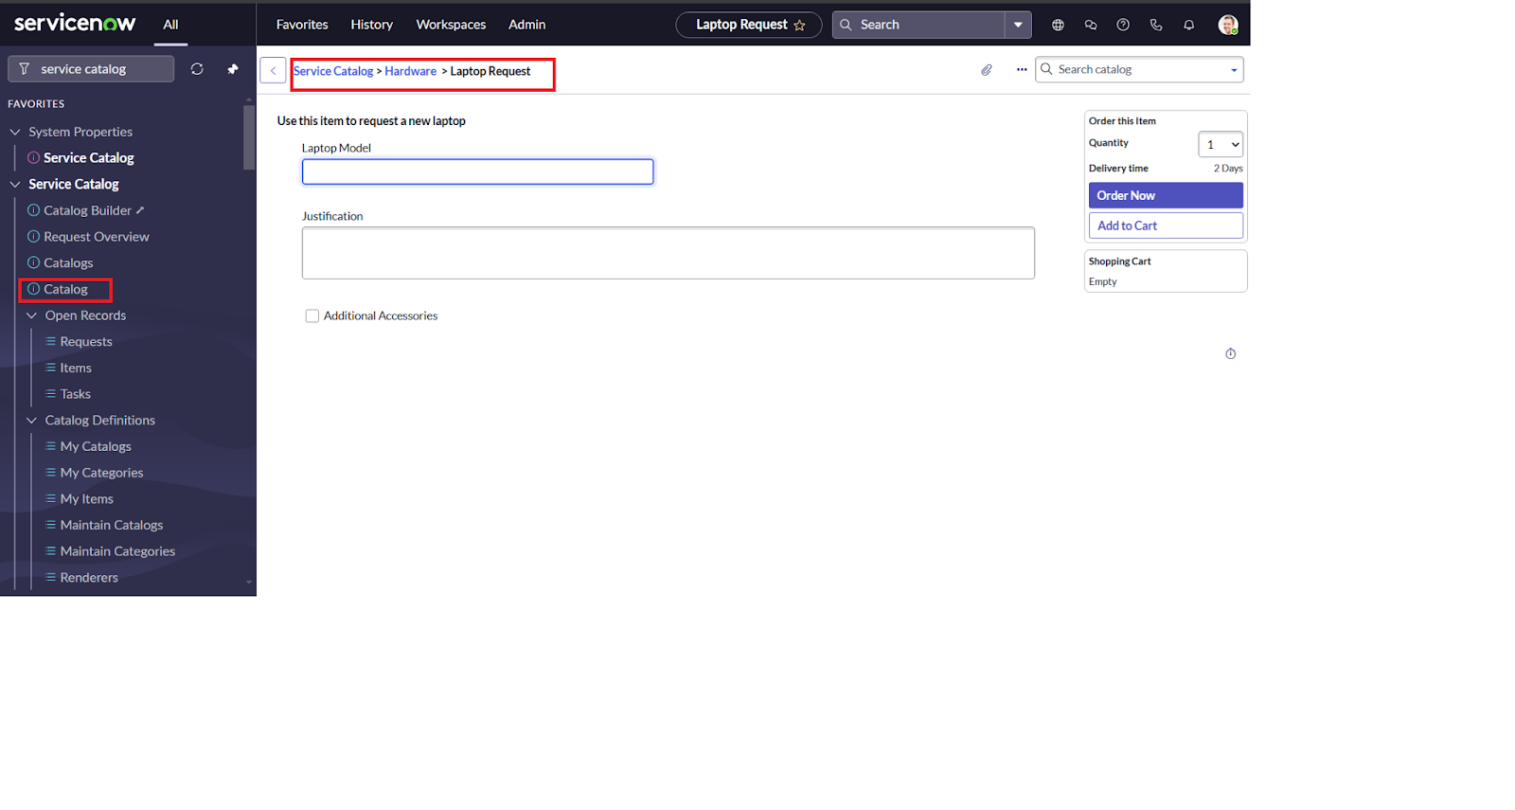 servicenow All Favorites History Workspaces Admin Laptop Request Search
service catalog
Service Catalog > Hardware > Laptop Request
Search catalog
FAVORITES
System Properties
Service Catalog
Service Catalog
Catalog Builder
Request Overview
Catalogs
Catalog
Open Records
Requests
Items
Tasks
Catalog Definitions
My Catalogs
My Categories
My Items
Maintain Catalogs
Maintain Categories
Renderers
Use this item to request a new laptop
Laptop Model
Justification
Additional Accessories
Order this Item
Quantity 1
Delivery time 2 Days
Order Now
Add to Cart
Shopping Cart
Empty